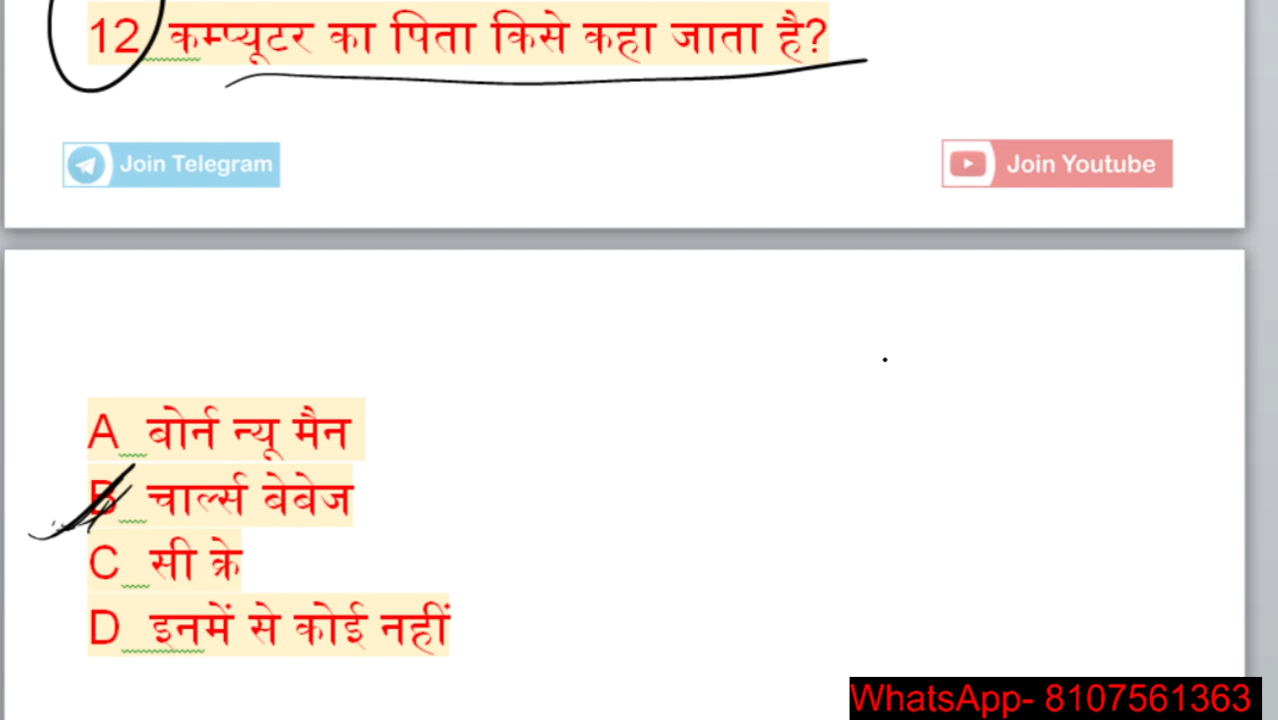 12 कम्प्यूटर का पिता किसे कहा जाता है?
Join Telegram
Join Youtube
A बोर्न न्यू मैन
B चार्ल्स बेबेज
C सी क्रे
D इनमें से कोई नहीं
WhatsApp- 8107561363